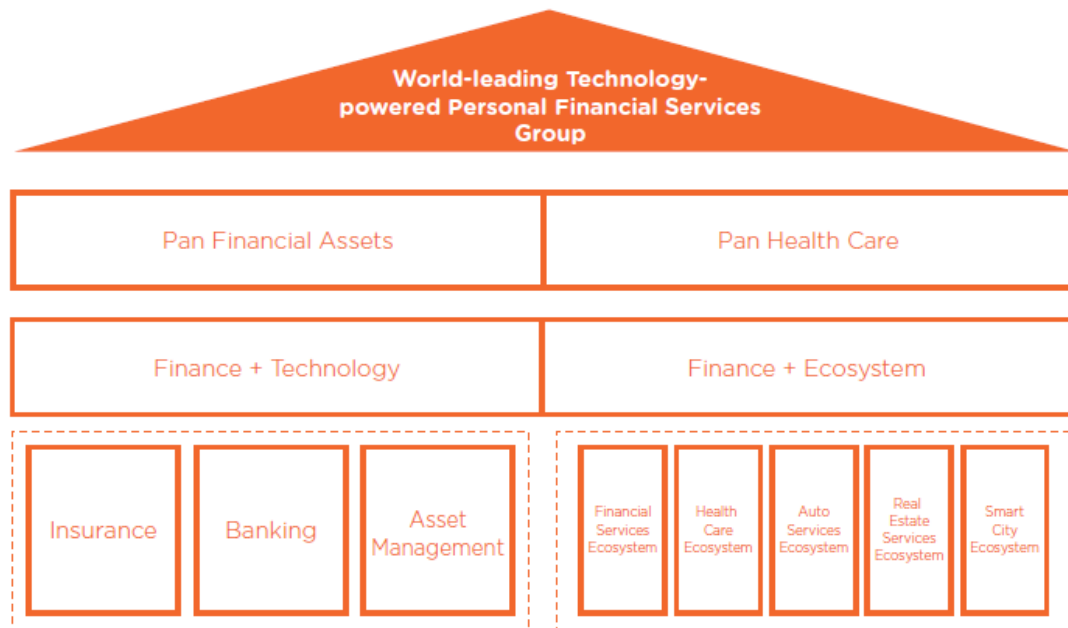 World-leading Technology-
powered Personal Financial Services
Group
Pan Financial Assets
Pan Health Care
Finance + Technology
Finance + Ecosystem
Insurance
Banking
Asset
Management
Financial
Services
Ecosystem
Health
Care
Ecosystem
Auto
Services
Ecosystem
Real
Estate
Services
Ecosystem
Smart
City
Ecosystem